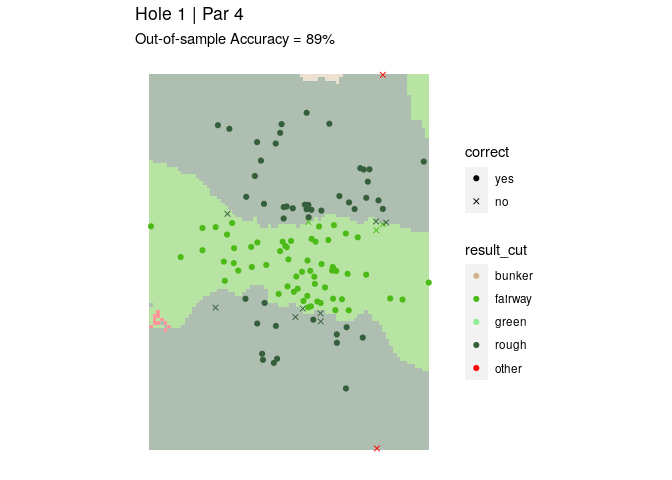 Hole 1 | Par 4
Out-of-sample Accuracy = 89%
correct
yes
no
result_cut
bunker
fairway
green
rough
other